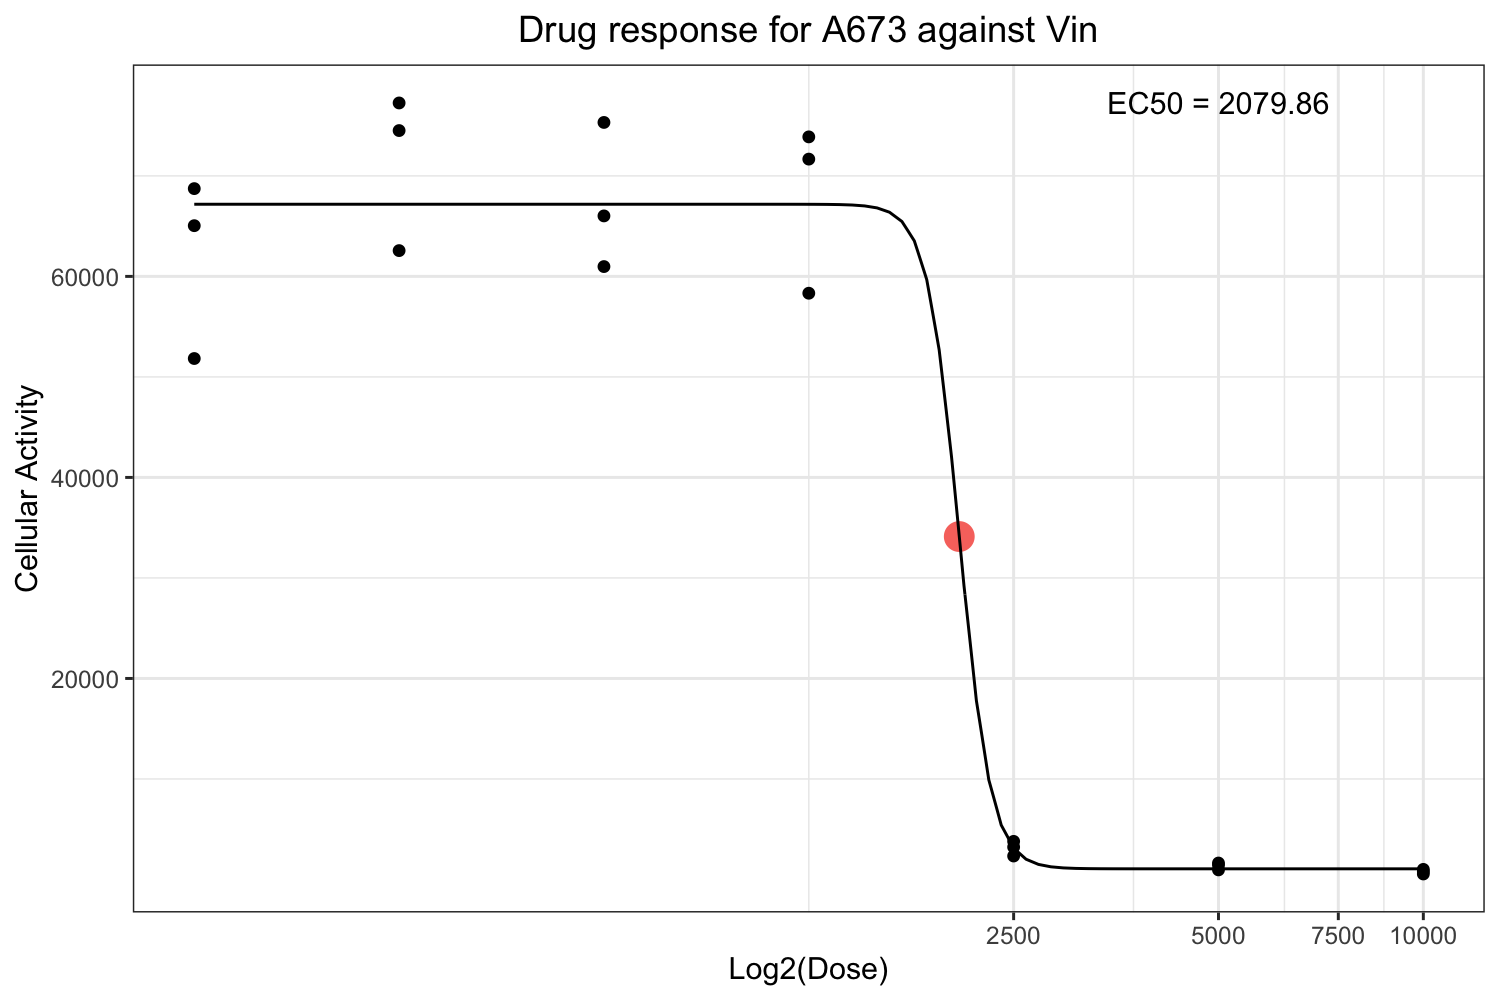 Drug response for A673 against Vin
EC50 = 2079.86
Cellular Activity
60000
40000
20000
2500 5000 7500 10000
Log2(Dose)